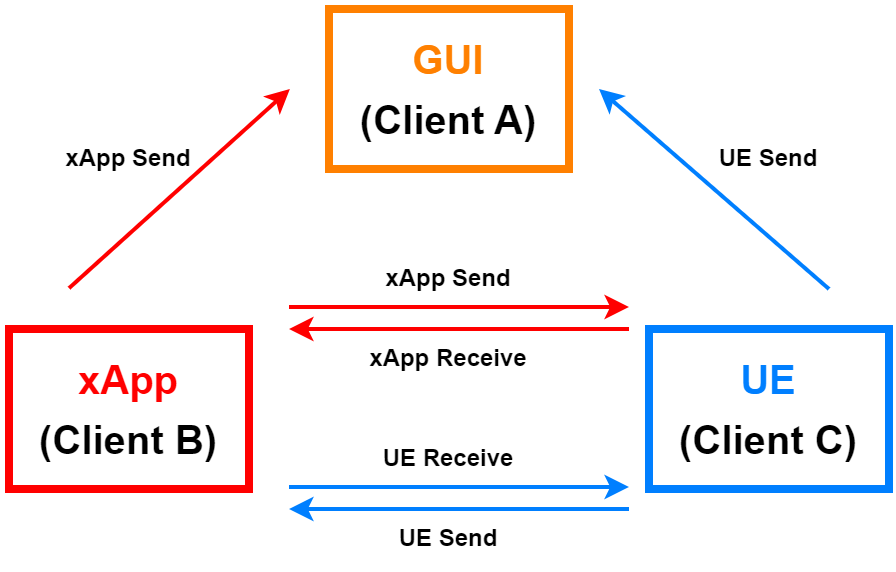 GUI
(Client A)
xApp Send
UE Send
xApp Send
xApp Receive
xApp
(Client B)
UE
(Client C)
UE Receive
UE Send